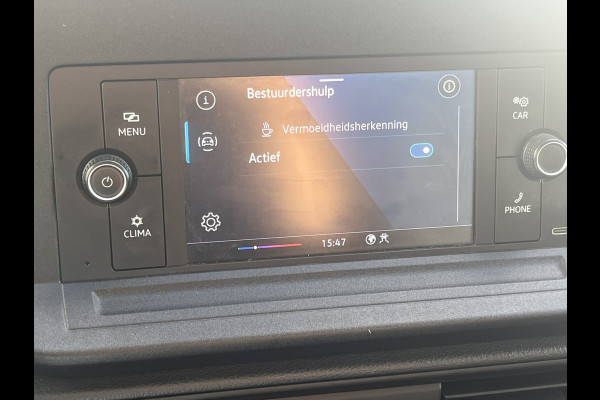 Bestuurdershulp
MENU
CAR
Vermoeidheidsherkenning
Actief
CLIMA
PHONE
15:47